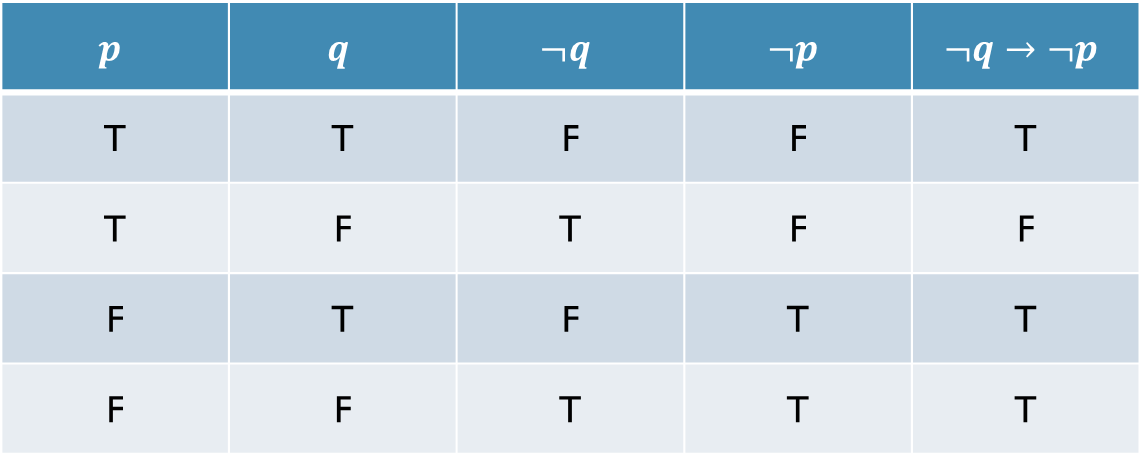 p q ¬q ¬p ¬q → ¬p
T T F F T
T F T F F
F T F T T
F F T T T